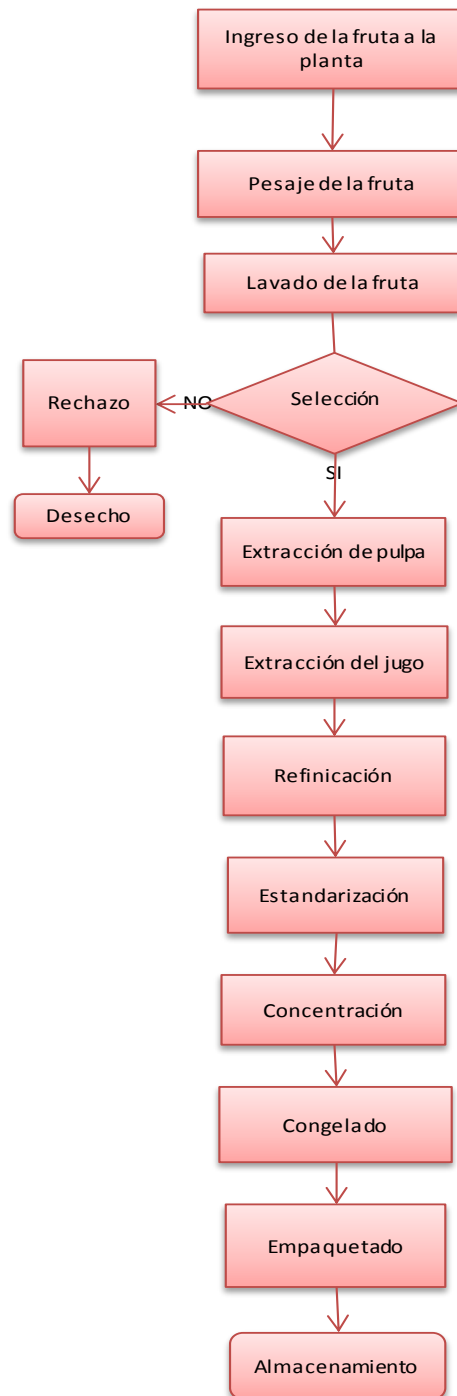 Ingreso de la fruta a la
planta
Pesaje de la fruta
Lavado de la fruta
Selección
NO
Rechazo
Desecho
SI
Extracción de pulpa
Extracción del jugo
Refinicación
Estandarización
Concentración
Congelado
Empaquetado
Almacenamiento